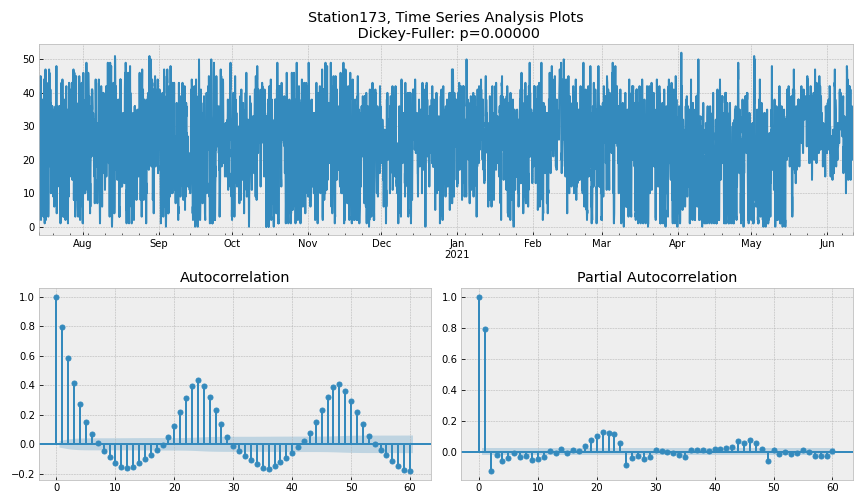 Station173, Time Series Analysis Plots
Dickey-Fuller: p=0.00000
50
40
30
20
10
0
Aug Sep Oct Nov Dec Jan Feb Mar Apr May Jun
2021
Autocorrelation Partial Autocorrelation
1.0 1.0
0.8 0.8
0.6 0.6
0.4 0.4
0.2 0.2
0.0 0.0
−0.2
0 10 20 30 40 50 60 0 10 20 30 40 50 60